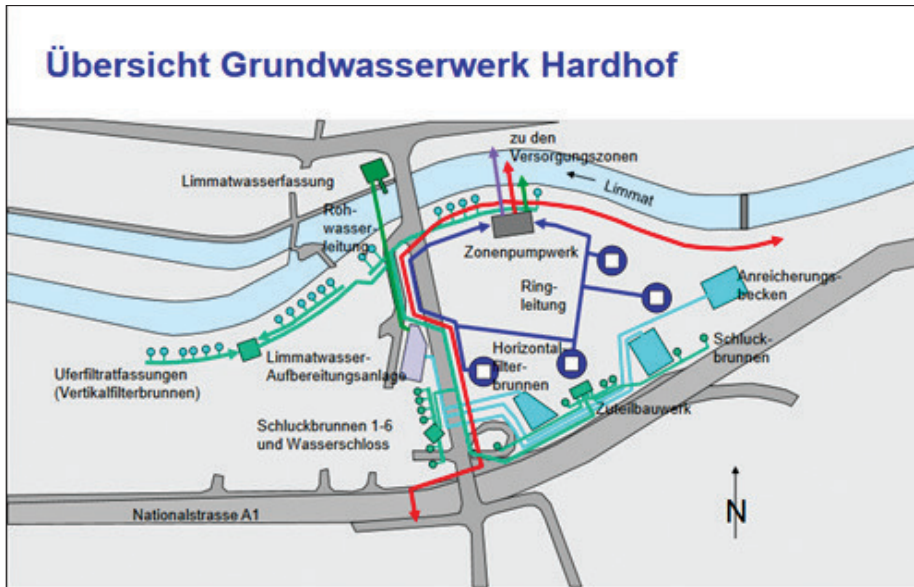 Übersicht Grundwasserwerk Hardhof
zu den
Versorgungszonen
Limmatwasserfassung
Limmat
Roh-
wasser-
leitung
Zonenpumpwerk
Anreicherungs-
becken
Ring-
leitung
Schluck-
brunnen
Horizontal-
filter-
brunnen
Limmatwasser-
Aufbereitungsanlage
Uferfiltratfassungen
(Vertikalfilterbrunnen)
Zuteilbauwerk
Schluckbrunnen 1-6
und Wasserschloss
Nationalstrasse A1
N